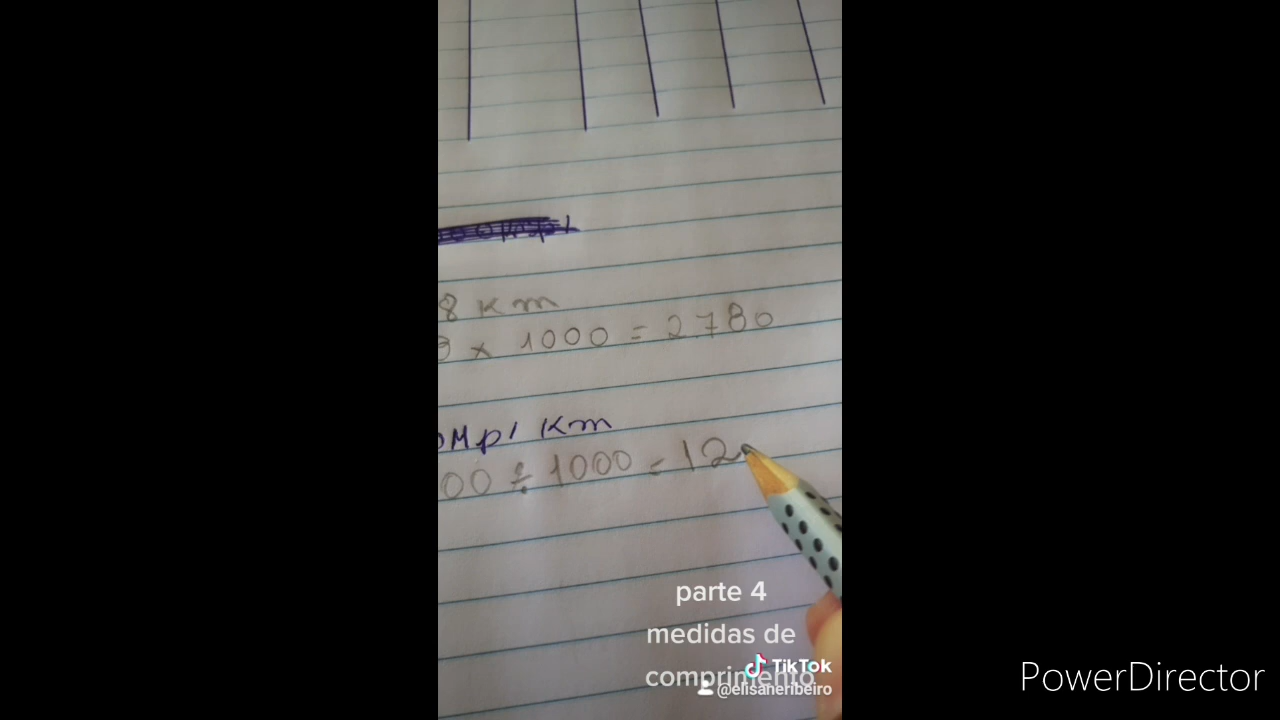 8 Km
x 1000 = 2780
Mp/ Km
00 ÷ 1000 = 12
parte 4
medidas de
comprimento
TikTok
@elisaneribeiro
PowerDirector